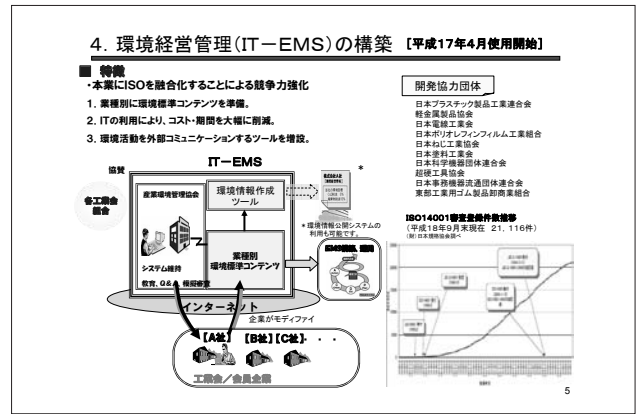 4. 環境経営管理(IT－EMS)の構築 [平成17年4月使用開始]
■ 特徴
・本業にISOを融合化することによる競争力強化
1. 業種別に環境標準コンテンツを準備。
2. ITの利用により、コスト・期間を大幅に削減。
3. 環境活動を外部コミュニケーションするツールを増設。
開発協力団体
日本プラスチック製品工業連合会
軽金属製品協会
日本電線工業会
日本ポリオレフィンフィルム工業組合
日本ねじ工業協会
日本塗料工業会
日本科学機器団体連合会
超硬工具協会
日本事務機器流通団体連合会
東部工業用ゴム製品卸商業組合
IT－EMS
協賛
各工業会
組合
産業環境管理協会
環境情報作成
ツール
*
*環境情報公開システムの
利用も可能です。
業種別
環境標準コンテンツ
システム維持
教育、Q&A、模擬審査
インターネット
企業がモディファイ
[A社] [B社] [C社]・・・
工業会/会員企業
ISO14001審査登録件数推移
(平成18年9月末現在 21, 116件)
(財)日本規格協会調べ
5